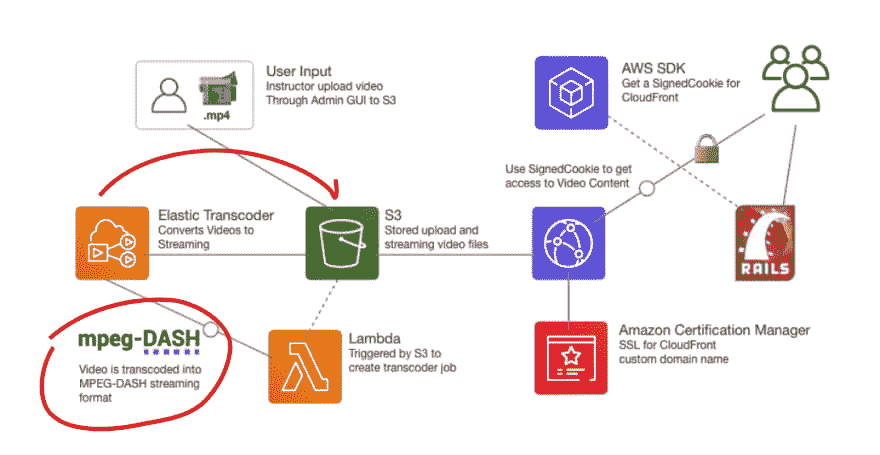 User Input
Instructor upload video
Through Admin GUI to S3
.mp4
AWS SDK
Get a SignedCookie for
CloudFront
Use SignedCookie to get
access to Video Content
Elastic Transcoder
Converts Videos to
Streaming
S3
Stored upload and
streaming video files
RAILS
mpeg-DASH
Video is transcoded into
MPEG-DASH streaming
format
Lambda
Triggered by S3 to
create transcoder job
Amazon Certification Manager
SSL for CloudFront
custom domain name